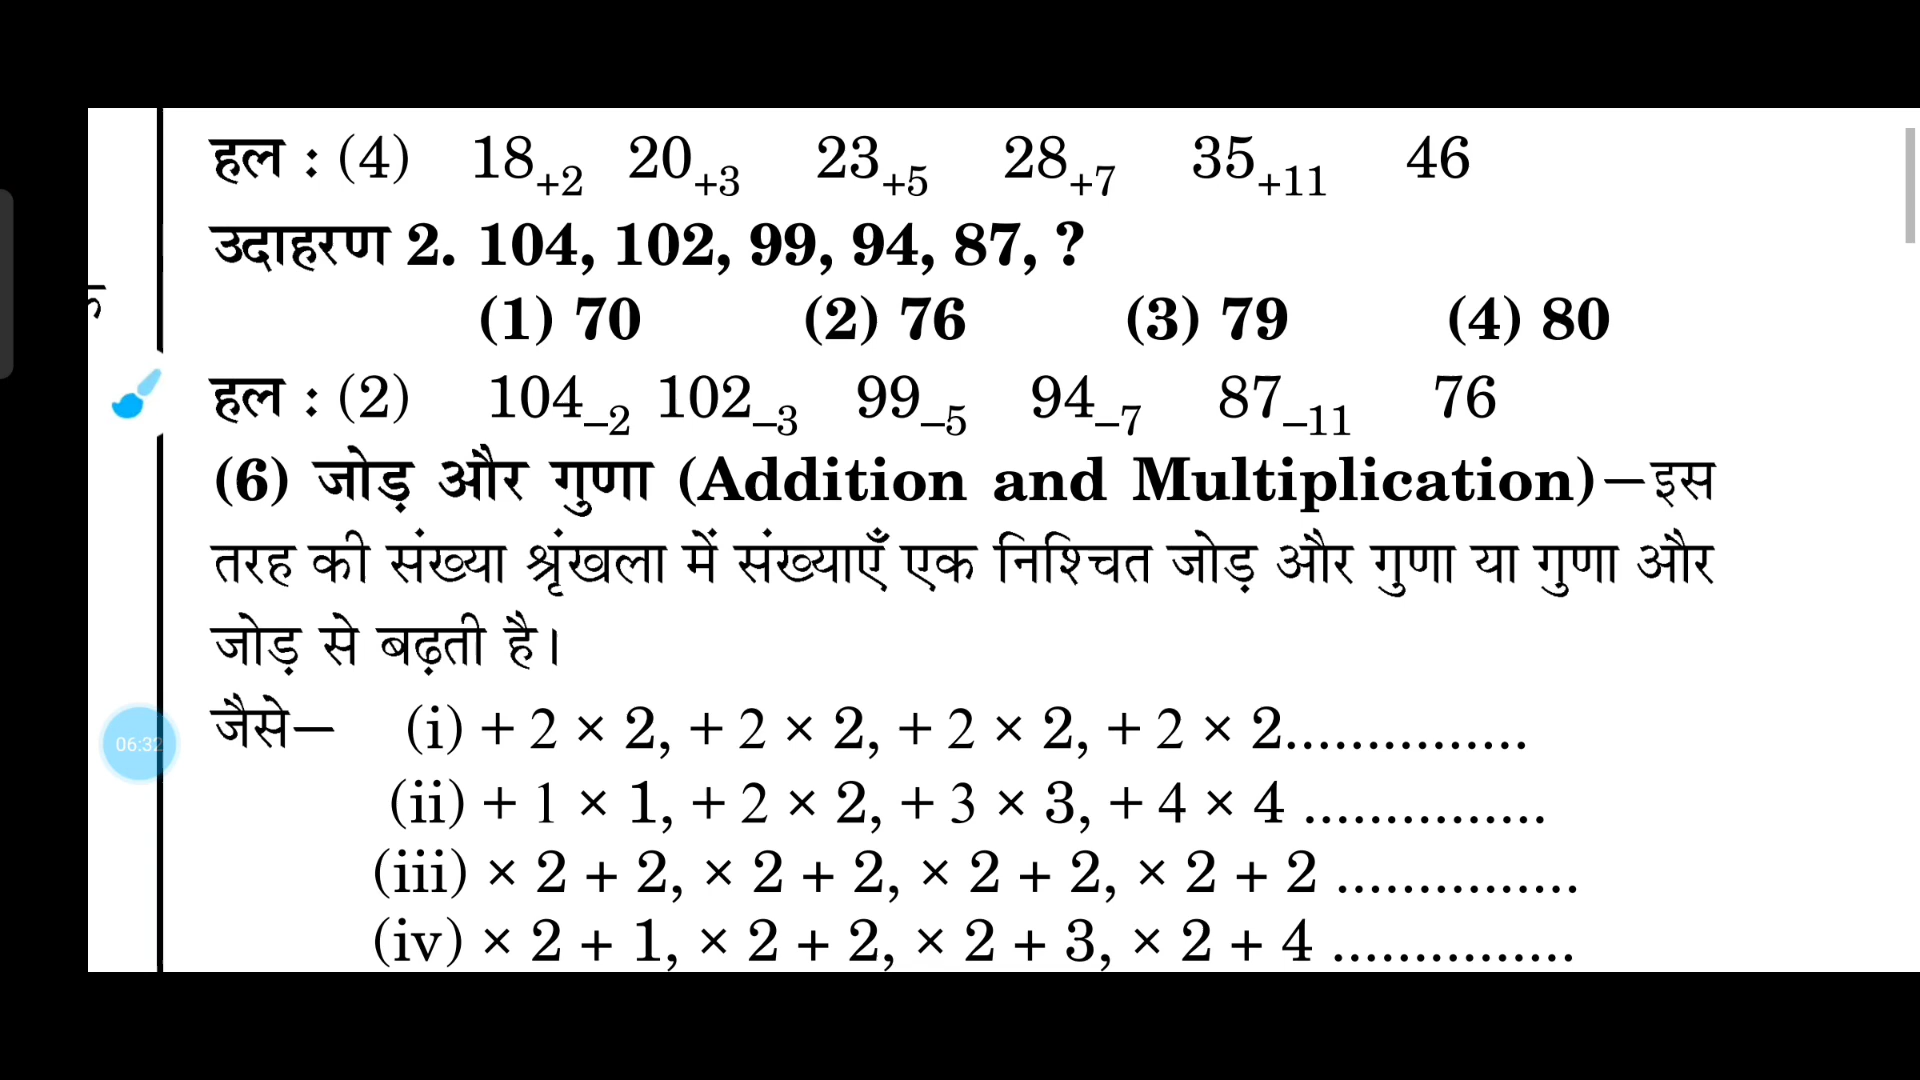 हल : (4) 18+2 20+3 23+5 28+7 35+11 46
उदाहरण 2. 104, 102, 99, 94, 87, ?
(1) 70 (2) 76 (3) 79 (4) 80
हल : (2) 104–2 102–3 99–5 94–7 87–11 76
(6) जोड़ और गुणा (Addition and Multiplication)—इस
तरह की संख्या श्रृंखला में संख्याएँ एक निश्चित जोड़ और गुणा या गुणा और
जोड़ से बढ़ती है।
जैसे— (i) + 2 × 2, + 2 × 2, + 2 × 2, + 2 × 2...............
(ii) + 1 × 1, + 2 × 2, + 3 × 3, + 4 × 4 ...............
(iii) × 2 + 2, × 2 + 2, × 2 + 2, × 2 + 2 ...............
(iv) × 2 + 1, × 2 + 2, × 2 + 3, × 2 + 4 ...............
06:32